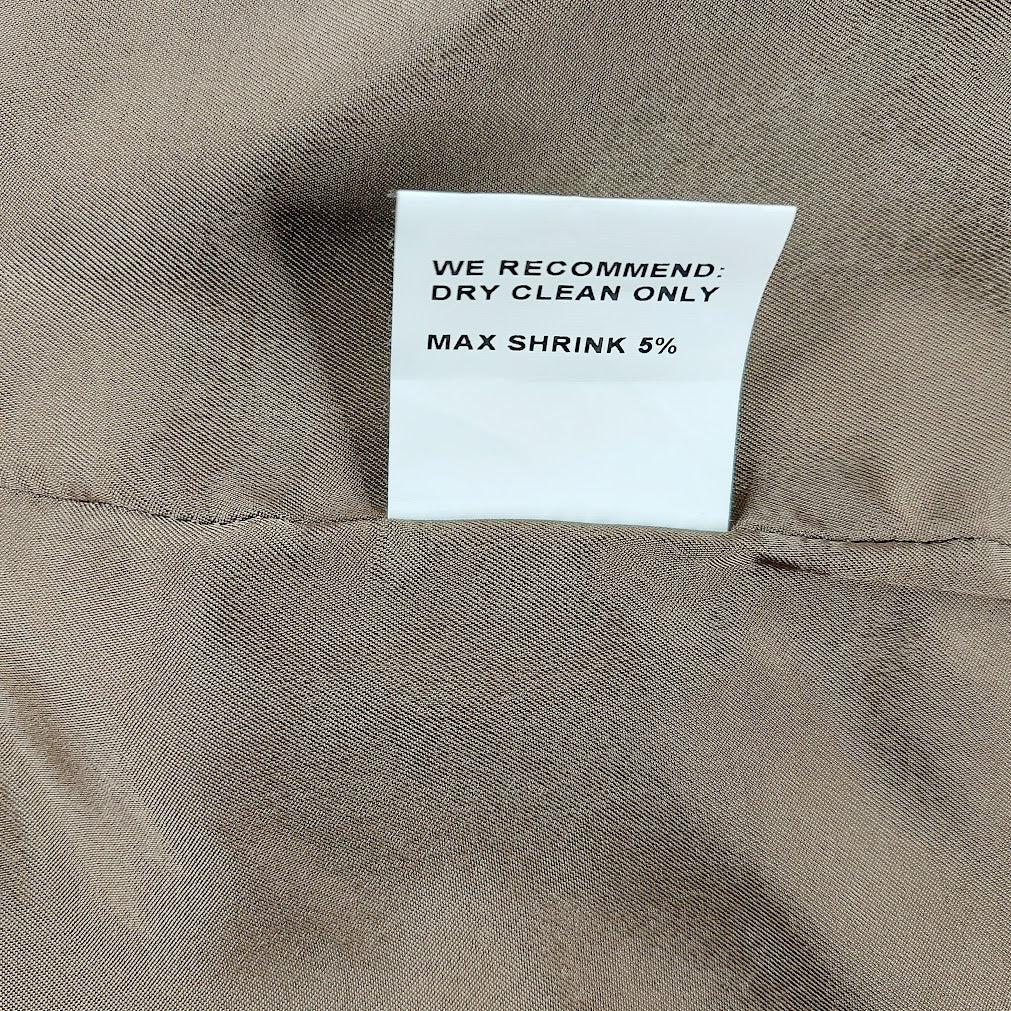 WE RECOMMEND:
DRY CLEAN ONLY
MAX SHRINK 5%